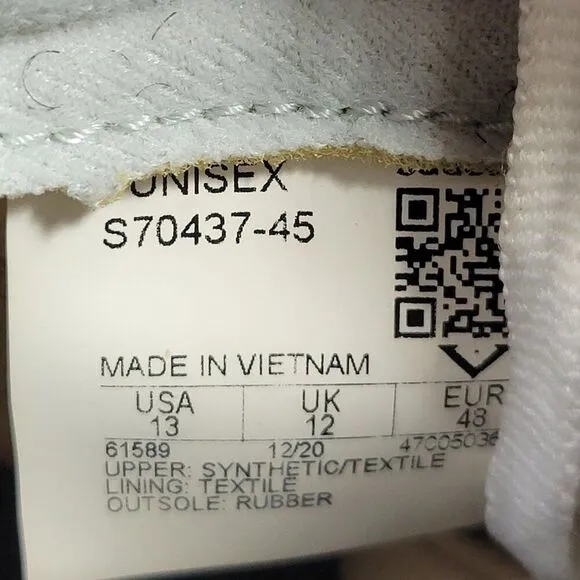 UNISEX
S70437-45
MADE IN VIETNAM
USA UK EUR
13 12 48
61589 12/20 47C05036
UPPER: SYNTHETIC/TEXTILE
LINING: TEXTILE
OUTSOLE: RUBBER